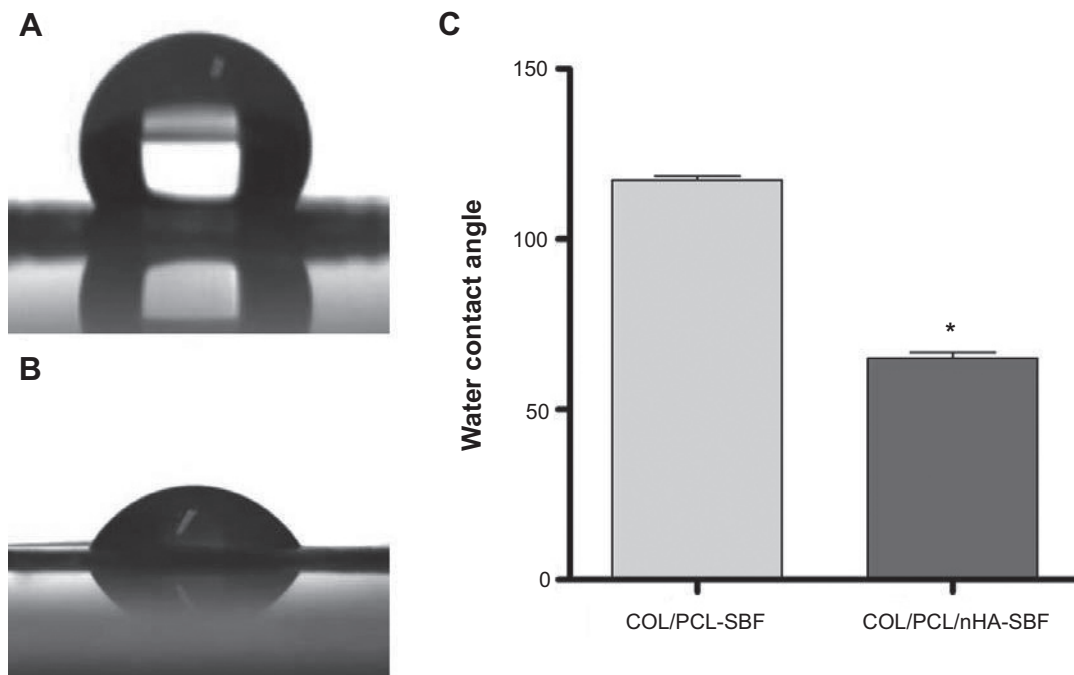 A
B
C
Water contact angle
150
100
50
0
*
COL/PCL-SBF
COL/PCL/nHA-SBF